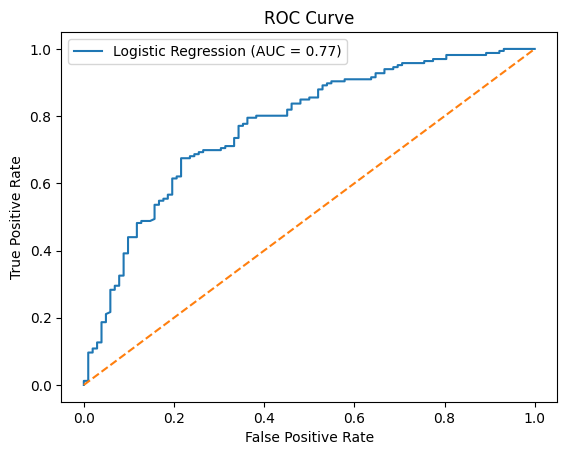 ROC Curve
Logistic Regression (AUC = 0.77)
True Positive Rate
1.0
0.8
0.6
0.4
0.2
0.0
0.0 0.2 0.4 0.6 0.8 1.0
False Positive Rate